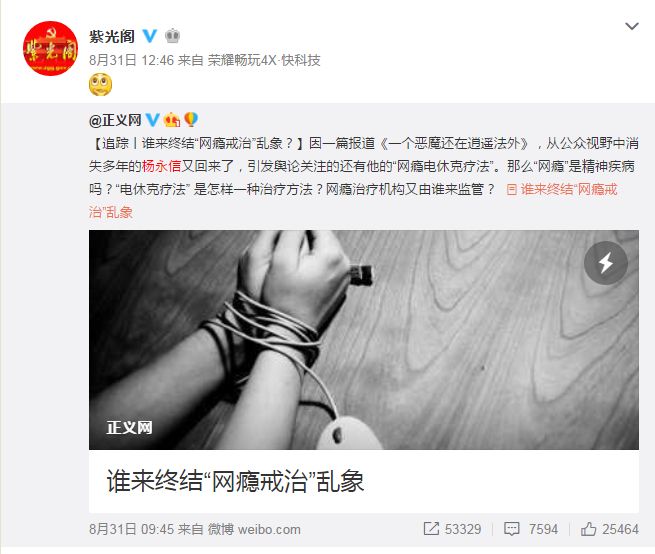 紫光阁
紫光阁
8月31日 12:46 来自 荣耀畅玩4X·快科技
@正义网
【追踪丨谁来终结“网瘾戒治”乱象？】因一篇报道《一个恶魔还在逍遥法外》，从公众视野中消
失多年的杨永信又回来了，引发舆论关注的还有他的“网瘾电休克疗法”。那么“网瘾”是精神疾病
吗？“电休克疗法” 是怎样一种治疗方法？网瘾治疗机构又由谁来监管？ 谁来终结“网瘾戒
治”乱象
正义网
谁来终结“网瘾戒治”乱象
8月31日 09:45 来自 微博 weibo.com 53329 7594 25464